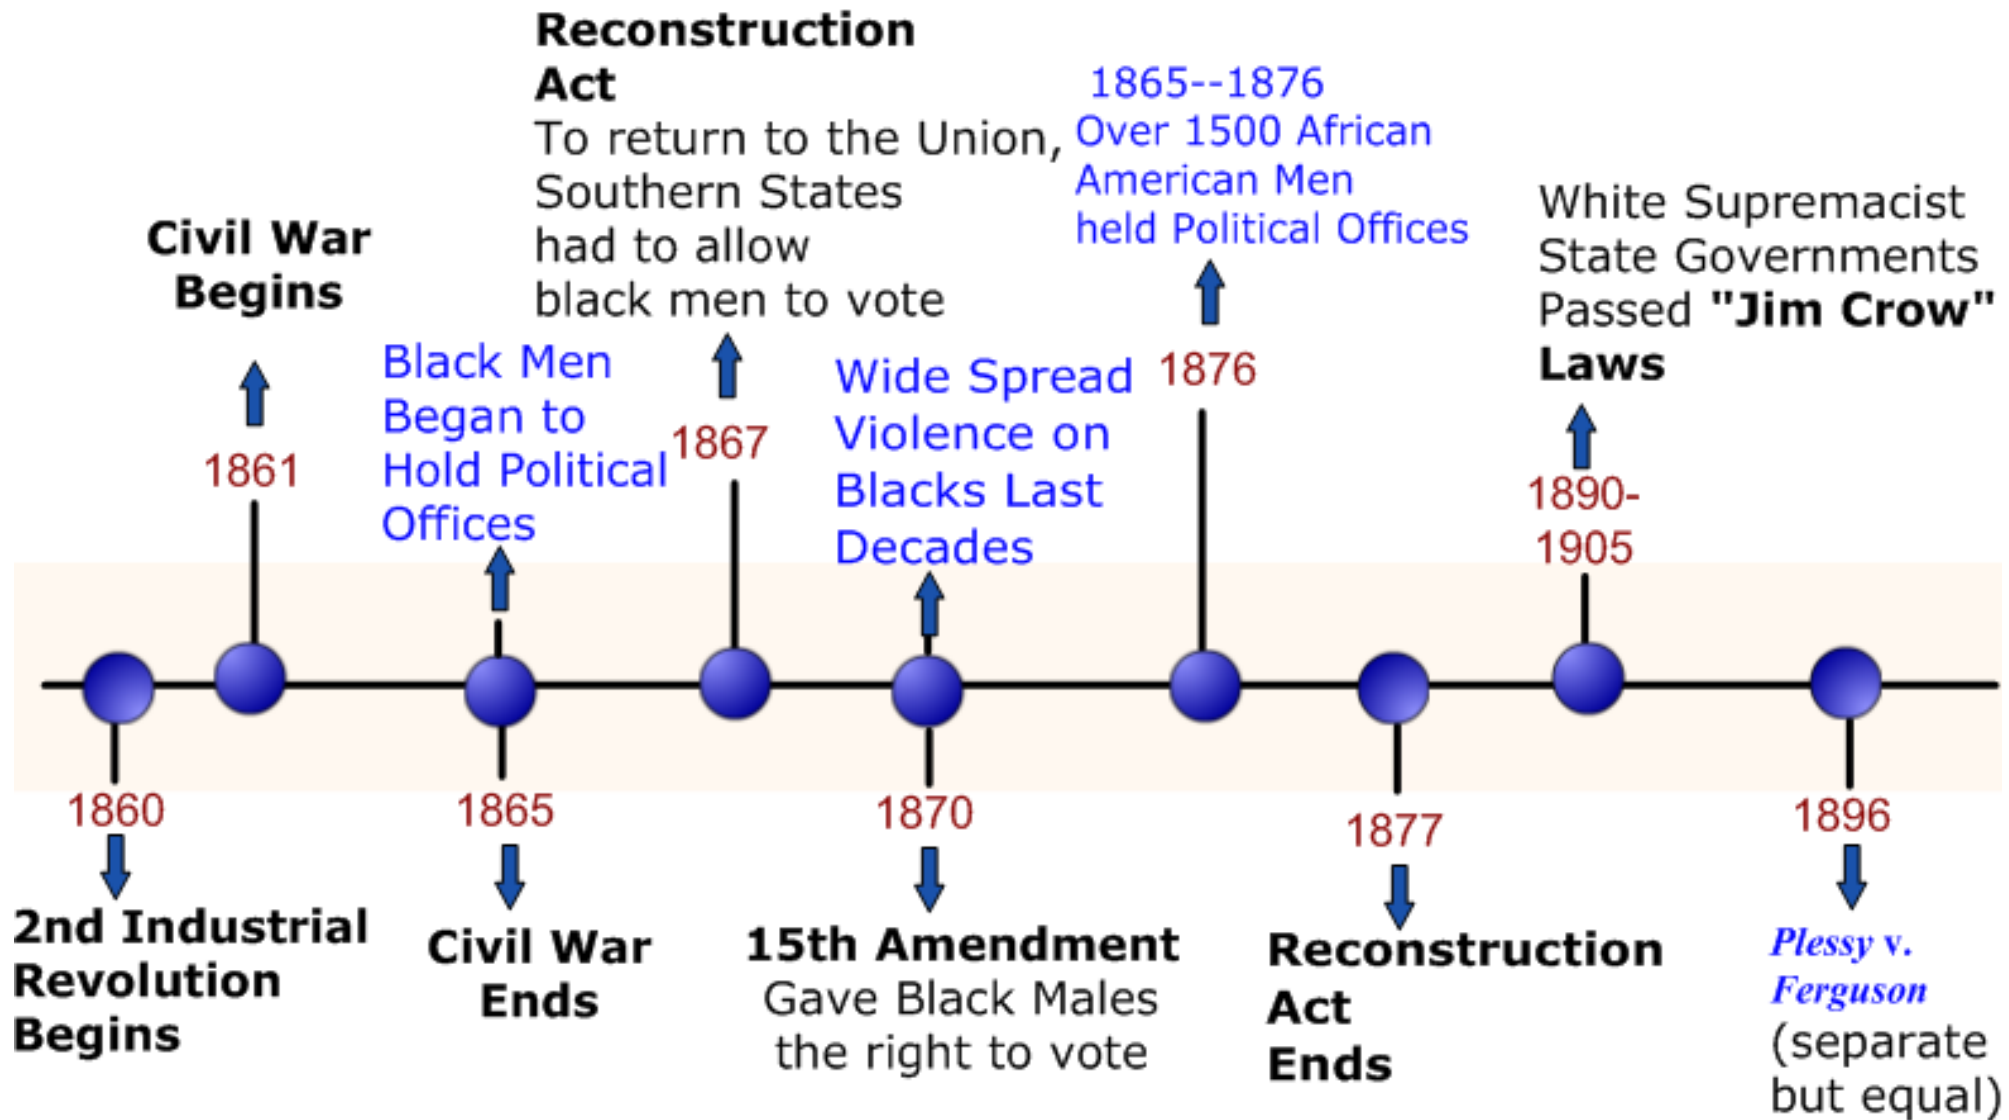 Civil War
Begins
1861
Black Men
Began to
Hold Political
Offices
Reconstruction
Act
To return to the Union,
Southern States
had to allow
black men to vote
1867
Wide Spread
Violence on
Blacks Last
Decades
1865--1876
Over 1500 African
American Men
held Political Offices
1876
White Supremacist
State Governments
Passed "Jim Crow"
Laws
1890-
1905
1860
2nd Industrial
Revolution
Begins
1865
Civil War
Ends
1870
15th Amendment
Gave Black Males
the right to vote
1877
Reconstruction
Act
Ends
1896
Plessy v.
Ferguson
(separate
but equal)